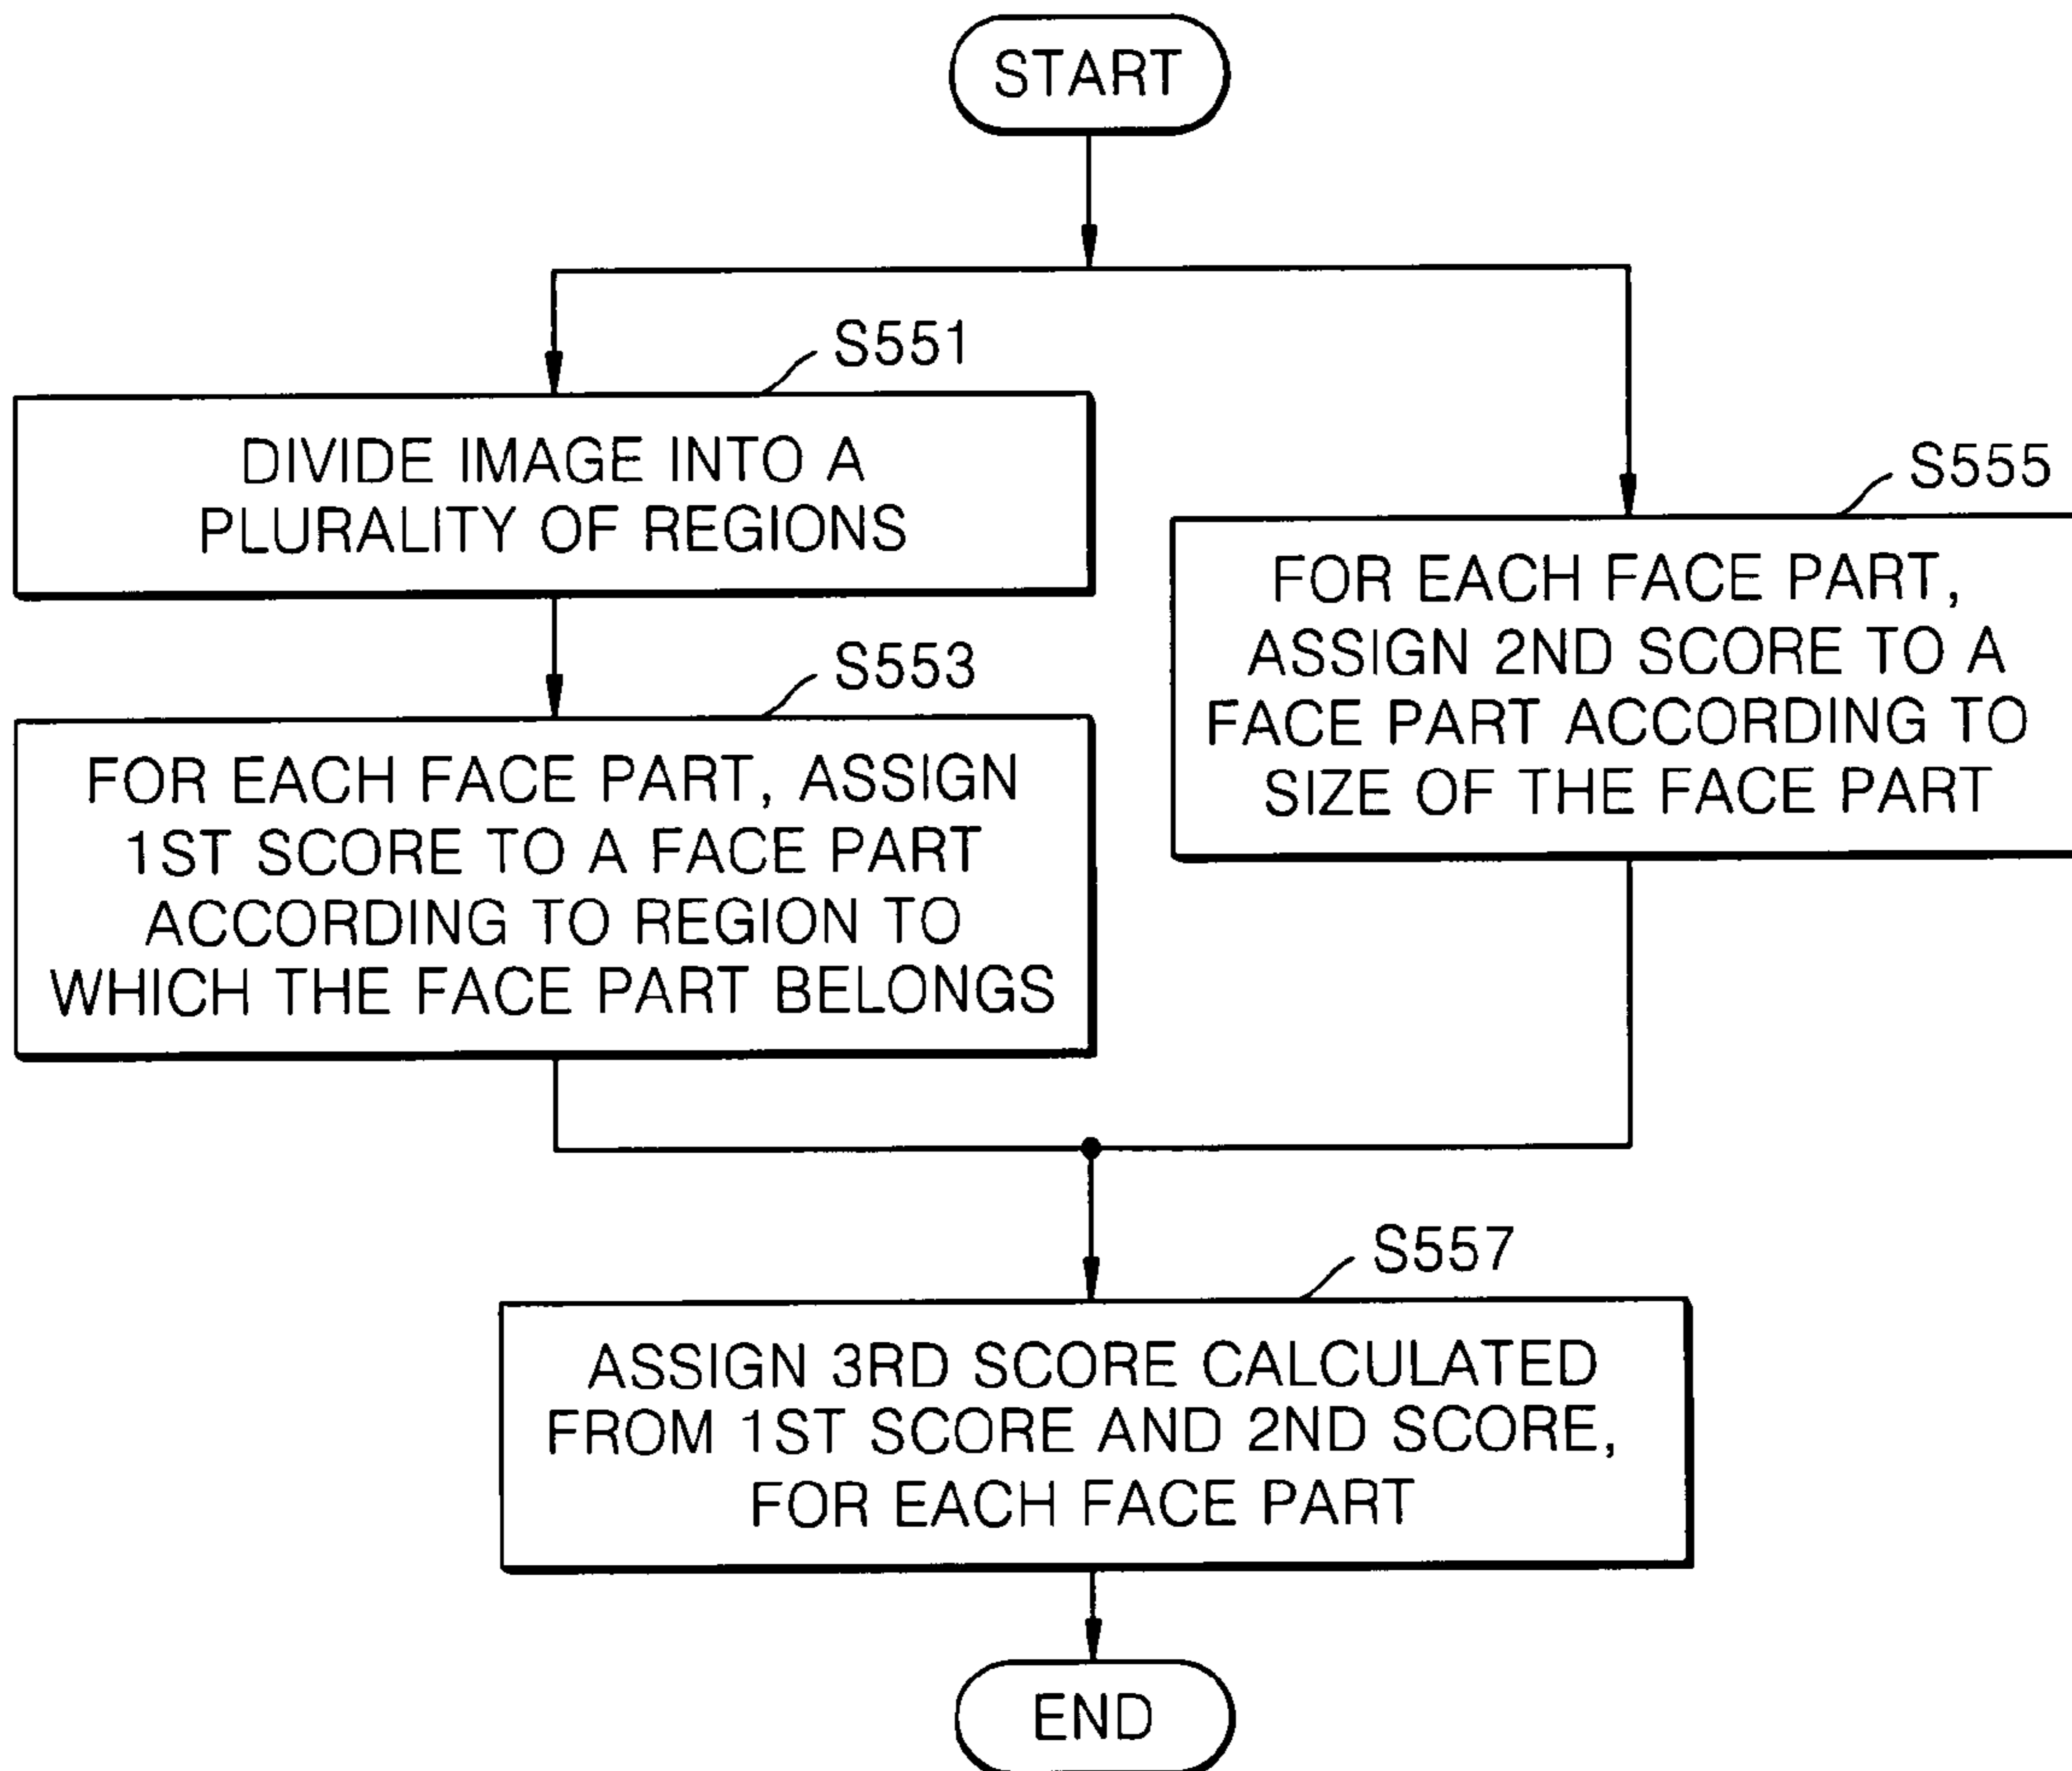 START
S551
DIVIDE IMAGE INTO A
PLURALITY OF REGIONS
S553
FOR EACH FACE PART, ASSIGN
1ST SCORE TO A FACE PART
ACCORDING TO REGION TO
WHICH THE FACE PART BELONGS
S555
FOR EACH FACE PART,
ASSIGN 2ND SCORE TO A
FACE PART ACCORDING TO
SIZE OF THE FACE PART
S557
ASSIGN 3RD SCORE CALCULATED
FROM 1ST SCORE AND 2ND SCORE,
FOR EACH FACE PART
END